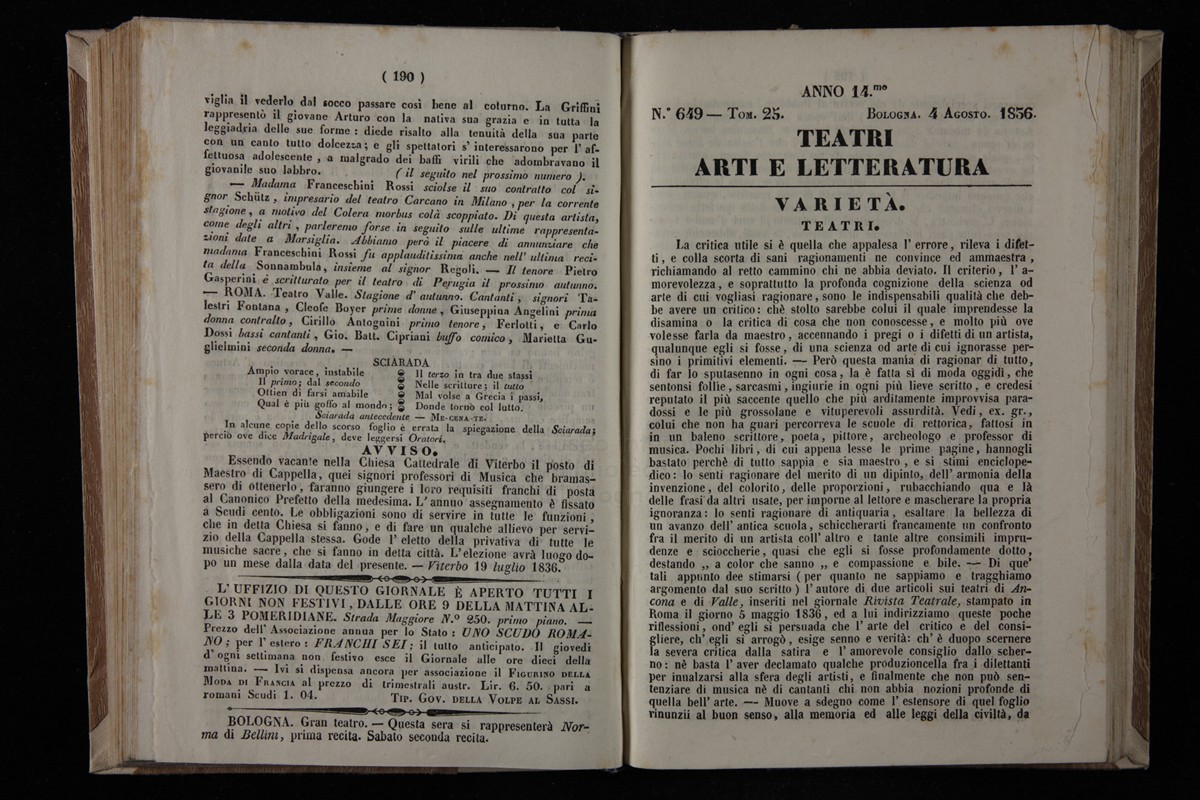 ( 190 )
viglia il vederlo dal socco passare così bene al coturno. La Griffini
rappresentò il giovane Arturo con la nativa sua grazia e in tutta la
leggiadria delle sue forme : diede risalto alla tenuità della sua parte
con un canto tutto dolcezza ; e gli spettatori s' interessarono per l' af-
fettuosa adolescente , a malgrado dei baffi virili che adombravano il
giovanile suo labbro. ( il seguito nel prossimo numero ).
— Madama Franceschini Rossi sciolse il suo contratto col si-
gnor Schütz , impresario del teatro Carcano in Milano , per la corrente
stagione , a motivo del Colera morbus colà scoppiato. Di questa artista,
come degli altri , parleremo forse in seguito sulle ultime rappresenta-
zioni date a Marsiglia. Abbiamo però il piacere di annunziare che
madama Franceschini Rossi fu applauditissima anche nell' ultima reci-
ta della Sonnambula, insieme al signor Regoli. — Il tenore Pietro
Gasperini è scritturato per il teatro di Perugia il prossimo autunno.
— ROMA. Teatro Valle. Stagione d' autunno. Cantanti , signori Ta-
lestri Fontana , Cleofe Boyer prime donne , Giuseppina Angelini prima
donna contralto , Cirillo Antognini primo tenore , Ferlotti , e Carlo
Dossi bassi cantanti , Gio. Batt. Cipriani buffo comico , Marietta Gu-
glielmini seconda donna. —
SCIARADA
Ampio vorace, instabile
Il primo; dal secondo
Ottien di farsi amabile
Qual è più goffo al mondo ;
Il terzo in tra due stassi
Nelle scritture ; il tutto
Mal volse a Grecia i passi,
Donde tornò col lutto.
Sciarada antecedente — ME-CENA-TE.
In alcune copie dello scorso foglio è errata la spiegazione della Sciarada;
perciò ove dice Madrigale, deve leggersi Oratori.
AVVISO.
Essendo vacante nella Chiesa Cattedrale di Viterbo il posto di
Maestro di Cappella, quei signori professori di Musica che bramas-
sero di ottenerlo , faranno giungere i loro requisiti franchi di posta
al Canonico Prefetto della medesima. L' annuo assegnamento è fissato
a Scudi cento. Le obbligazioni sono di servire in tutte le funzioni ,
che in detta Chiesa si fanno , e di fare un qualche allievo per servi-
zio della Cappella stessa. Gode l' eletto della privativa di tutte le
musiche sacre, che si fanno in detta città. L' elezione avrà luogo do-
po un mese dalla data del presente. — Viterbo 19 luglio 1836.
L' UFFIZIO DI QUESTO GIORNALE È APERTO TUTTI I
GIORNI NON FESTIVI , DALLE ORE 9 DELLA MATTINA AL-
LE 3 POMERIDIANE. Strada Maggiore N.º 250. primo piano. —
Prezzo dell' Associazione annua per lo Stato : UNO SCUDO ROMA-
NO ; per l' estero : FRANCHI SEI ; il tutto anticipato. Il giovedì
d' ogni settimana non festivo esce il Giornale alle ore dieci della
mattina. — Ivi si dispensa ancora per associazione il FIGURINO DELLA
MODA DI FRANCIA al prezzo di trimestrali austr. Lir. 6. 50. pari a
romani Scudi 1. 04. TIP. GOV. DELLA VOLPE AL SASSI.
BOLOGNA. Gran teatro. — Questa sera si rappresenterà Nor-
ma di Bellini, prima recita. Sabato seconda recita.
ANNO 14.mo
N.º 649 — TOM. 25. BOLOGNA. 4 AGOSTO. 1836.
TEATRI
ARTI E LETTERATURA
VARIETÀ.
TEATRI.
La critica utile si è quella che appalesa l' errore , rileva i difet-
ti , e colla scorta di sani ragionamenti ne convince ed ammaestra ,
richiamando al retto cammino chi ne abbia deviato. Il criterio , l' a-
morevolezza , e soprattutto la profonda cognizione della scienza od
arte di cui vogliasi ragionare , sono le indispensabili qualità che deb-
be avere un critico : chè stolto sarebbe colui il quale imprendesse la
disamina o la critica di cosa che non conoscesse , e molto più ove
volesse farla da maestro , accennando i pregi o i difetti di un artista,
qualunque egli si fosse , di una scienza od arte di cui ignorasse per-
sino i primitivi elementi. — Però questa mania di ragionar di tutto,
di far lo sputasenno in ogni cosa , la è fatta sì di moda oggidì , che
sentonsi follie , sarcasmi , ingiurie in ogni più lieve scritto , e credesi
reputato il più saccente quello che più arditamente improvvisa para-
dossi e le più grossolane e vituperevoli assurdità. Vedi , ex. gr.,
colui che non ha guari percorreva le scuole di rettorica, fattosi in
in un baleno scrittore, poeta , pittore , archeologo e professor di
musica. Pochi libri , di cui appena lesse le prime pagine , hannogli
bastato perchè di tutto sappia e sia maestro , e si stimi enciclope-
dico : lo senti ragionare del merito di un dipinto, dell' armonia della
invenzione , del colorito, delle proporzioni , rubacchiando qua e là
delle frasi da altri usate, per imporne al lettore e mascherare la propria
ignoranza : lo senti ragionare di antiquaria , esaltare la bellezza di
un avanzo dell' antica scuola , schiccherarti francamente un confronto
fra il merito di un artista coll' altro e tante altre consimili impru-
denze e scioccherie, quasi che egli si fosse profondamente dotto ,
destando „ a color che sanno „ e compassione e bile. — Di que'
tali appunto dee stimarsi ( per quanto ne sappiamo e tragghiamo
argomento dal suo scritto ) l' autore di due articoli sui teatri di An-
cona e di Valle, inseriti nel giornale Rivista Teatrale, stampato in
Roma il giorno 5 maggio 1836 , ed a lui indirizziamo queste poche
riflessioni , ond' egli si persuada che l' arte del critico e del consi-
gliere, ch' egli si arrogò , esige senno e verità: ch' è duopo scernere
la severa critica dalla satira e l' amorevole consiglio dallo scher-
no : nè basta l' aver declamato qualche produzioncella fra i dilettanti
per innalzarsi alla sfera degli artisti, e finalmente che non può sen-
tenziare di musica nè di cantanti chi non abbia nozioni profonde di
quella bell' arte. — Muove a sdegno come l' estensore di quel foglio
rinunzii al buon senso , alla memoria ed alle leggi della civiltà, da